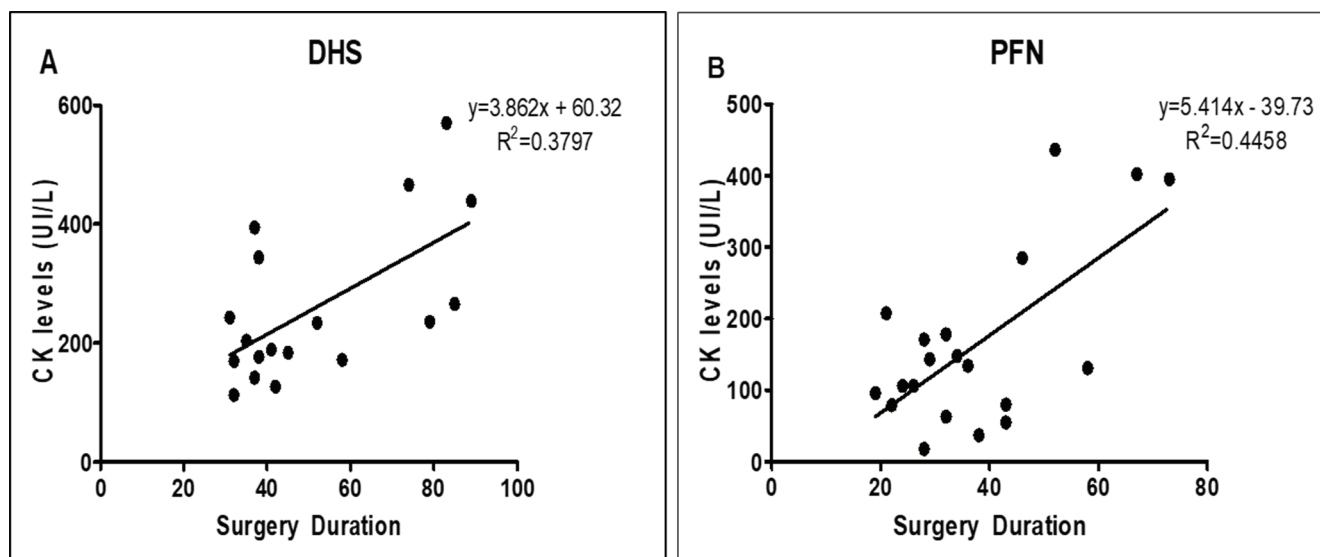 A
DHS
y=3.862x + 60.32
R²=0.3797
CK levels (UI/L)
600
400
200
0
0 20 40 60 80 100
Surgery Duration
B
PFN
y=5.414x - 39.73
R²=0.4458
CK levels (UI/L)
500
400
300
200
100
0
0 20 40 60 80
Surgery Duration